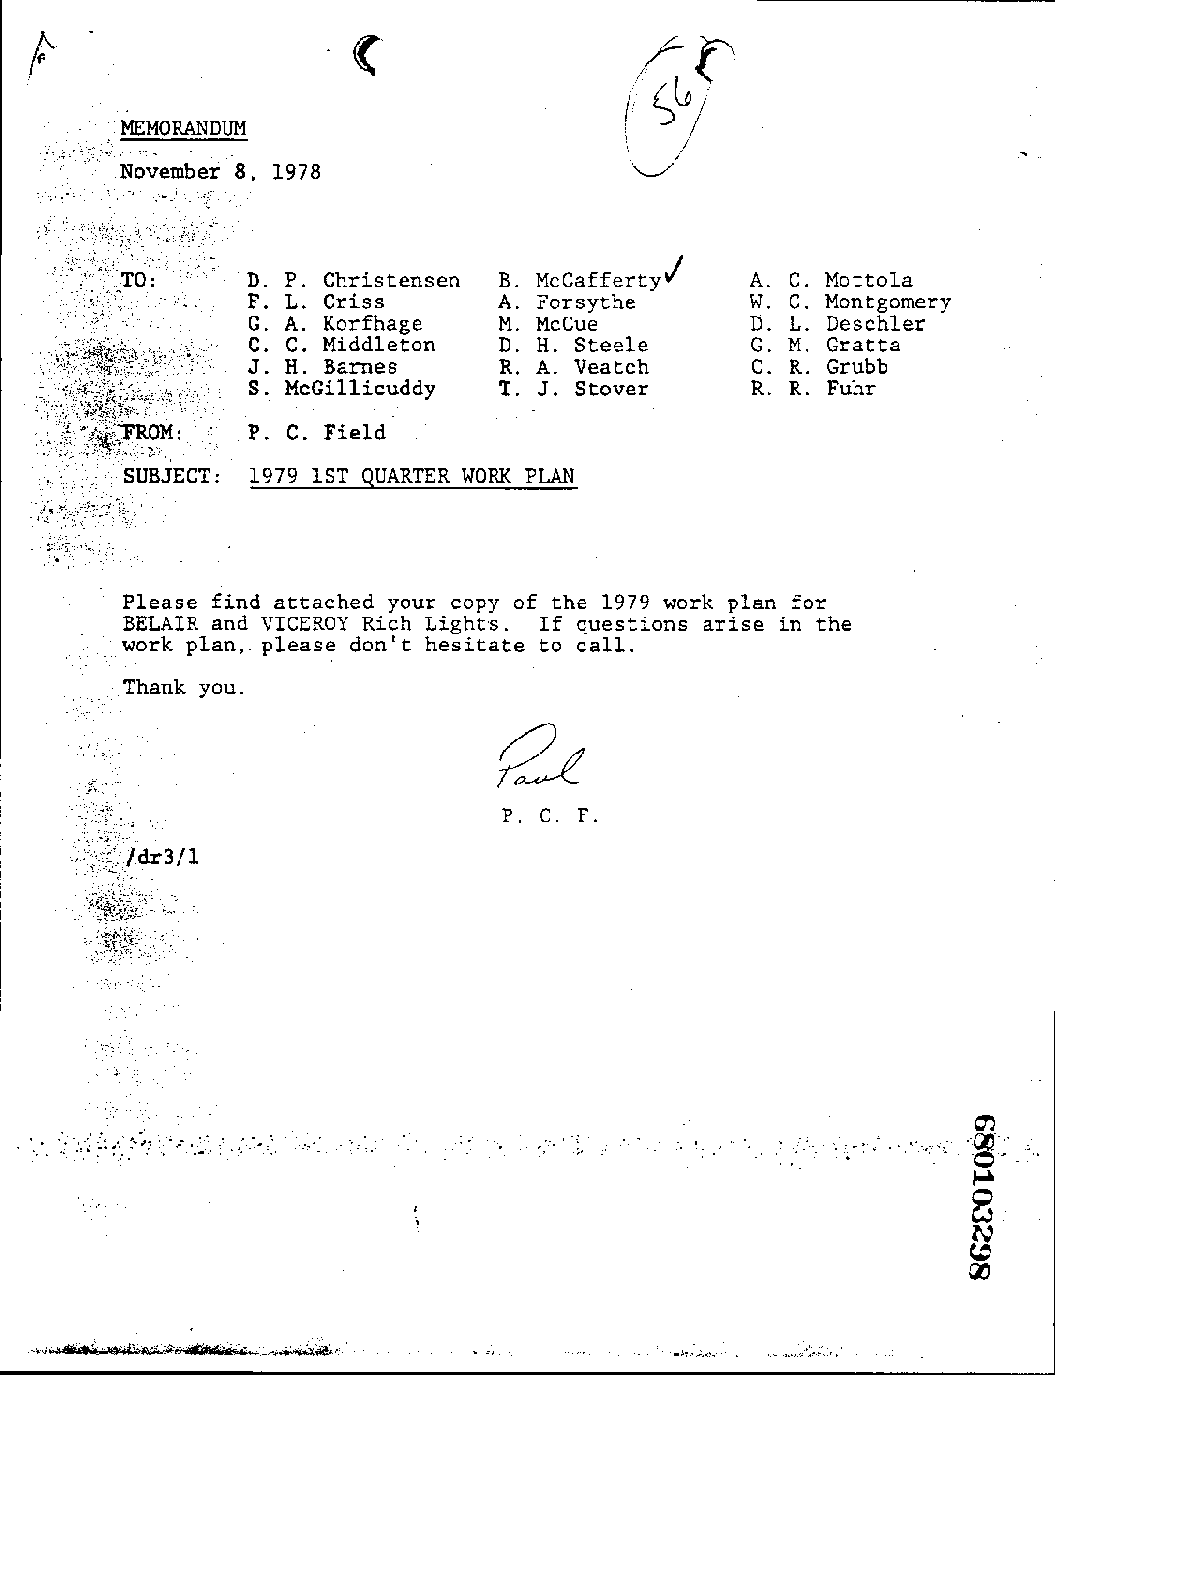 56
MEMORANDUM
November 8, 1978
TO: D. P. Christensen B. McCafferty✓ A. C. Mottola
F. L. Criss A. Forsythe W. C. Montgomery
G. A. Korfhage M. McCue D. L. Deschler
C. C. Middleton D. H. Steele G. M. Gratta
J. H. Barnes R. A. Veatch C. R. Grubb
S. McGillicuddy T. J. Stover R. R. Fuhr
FROM: P. C. Field
SUBJECT: 1979 1ST QUARTER WORK PLAN
Please find attached your copy of the 1979 work plan for
BELAIR and VICEROY Rich Lights. If questions arise in the
work plan, please don't hesitate to call.
Thank you.
Paul
P. C. F.
/dr3/1
680103298